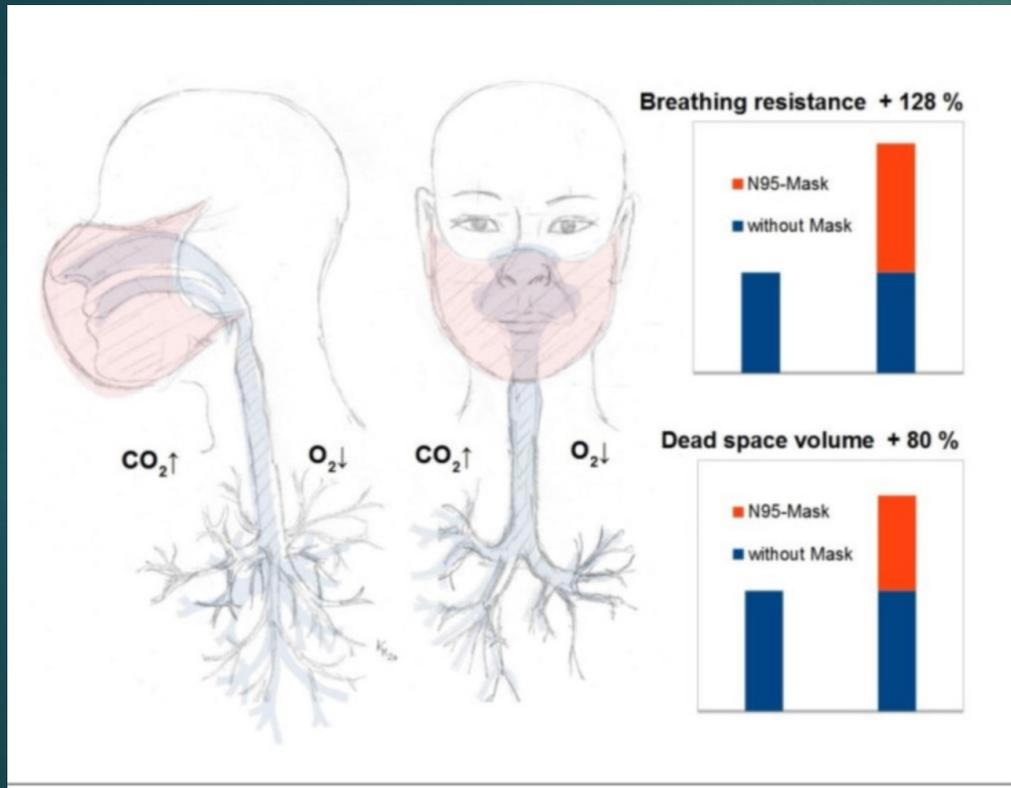 Breathing resistance + 128 %
N95-Mask
without Mask
CO₂↑
O₂↓
CO₂↑
O₂↓
Dead space volume + 80 %
N95-Mask
without Mask